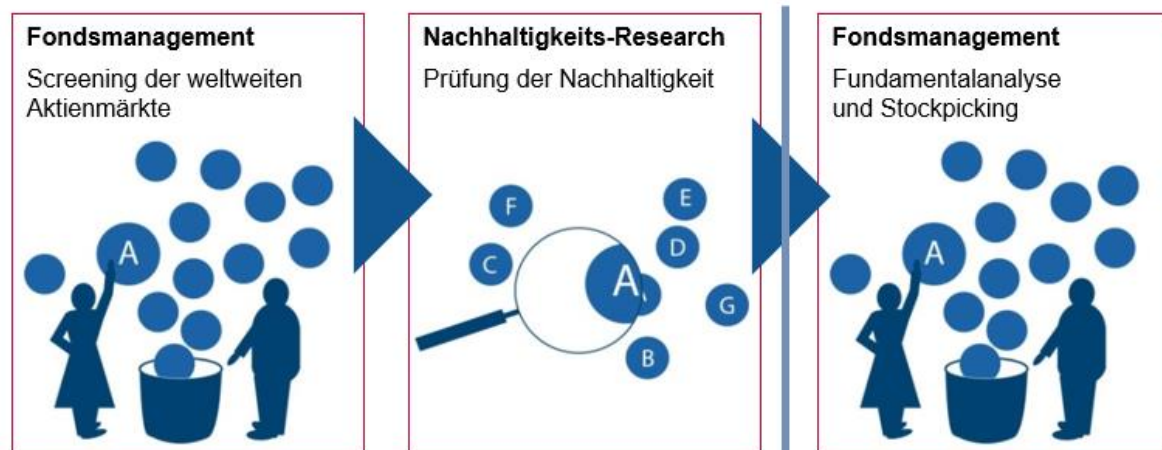 Fondsmanagement
Screening der weltweiten
Aktienmärkte
A
Nachhaltigkeits-Research
Prüfung der Nachhaltigkeit
F
E
C
D
A
G
B
Fondsmanagement
Fundamentalanalyse
und Stockpicking
A